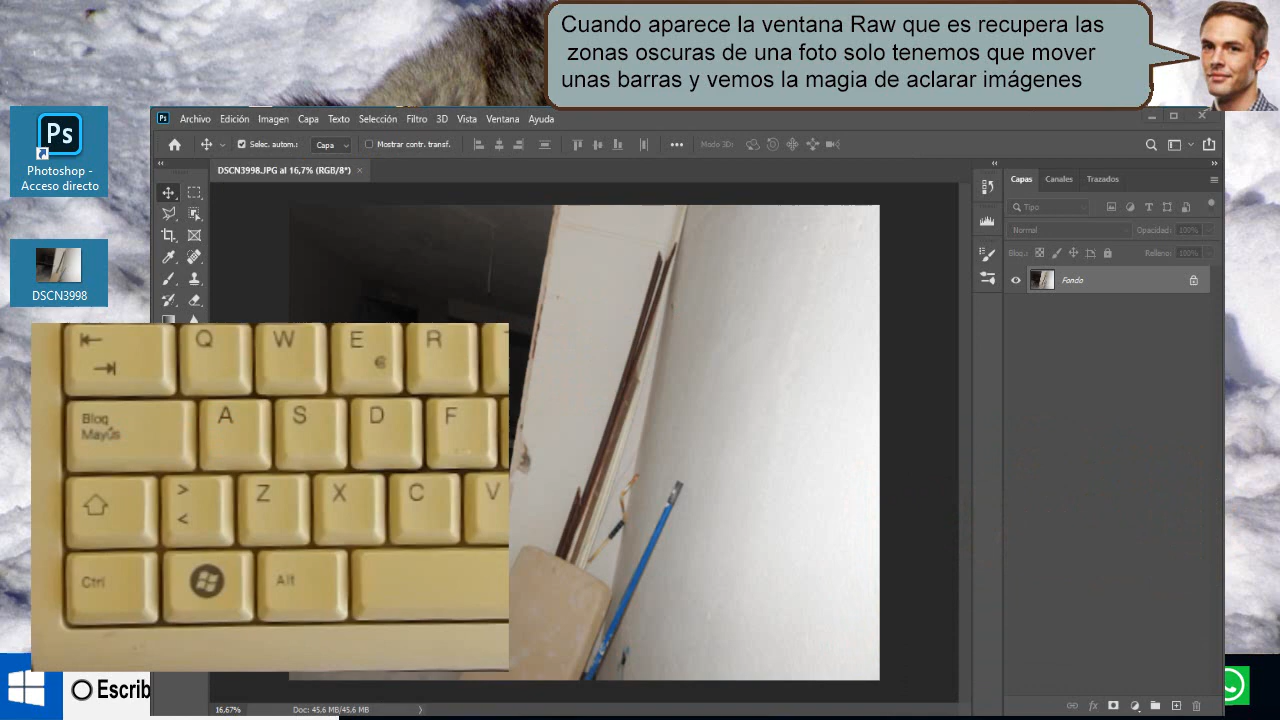 Cuando aparece la ventana Raw que es recupera las
zonas oscuras de una foto solo tenemos que mover
unas barras y vemos la magia de aclarar imágenes
Ps
Photoshop -
Acceso directo
DSCN3998
Ps Archivo Edición Imagen Capa Texto Selección Filtro 3D Vista Ventana Ayuda
Selec. autom.: Capa Mostrar contr. transf. Modo 3D:
DSCN3998.JPG al 16,7% (RGB/8*) ×
Capas Canales Trazados
Tipo
Normal Opacidad: 100%
Bloq.: Relleno: 100%
Fondo
Q W E R
€
Bloq
Mayús
A S D F
>
<
Z X C V
Ctrl Alt
Escrib
16.67% Doc: 45.6 MB/45.6 MB
fx